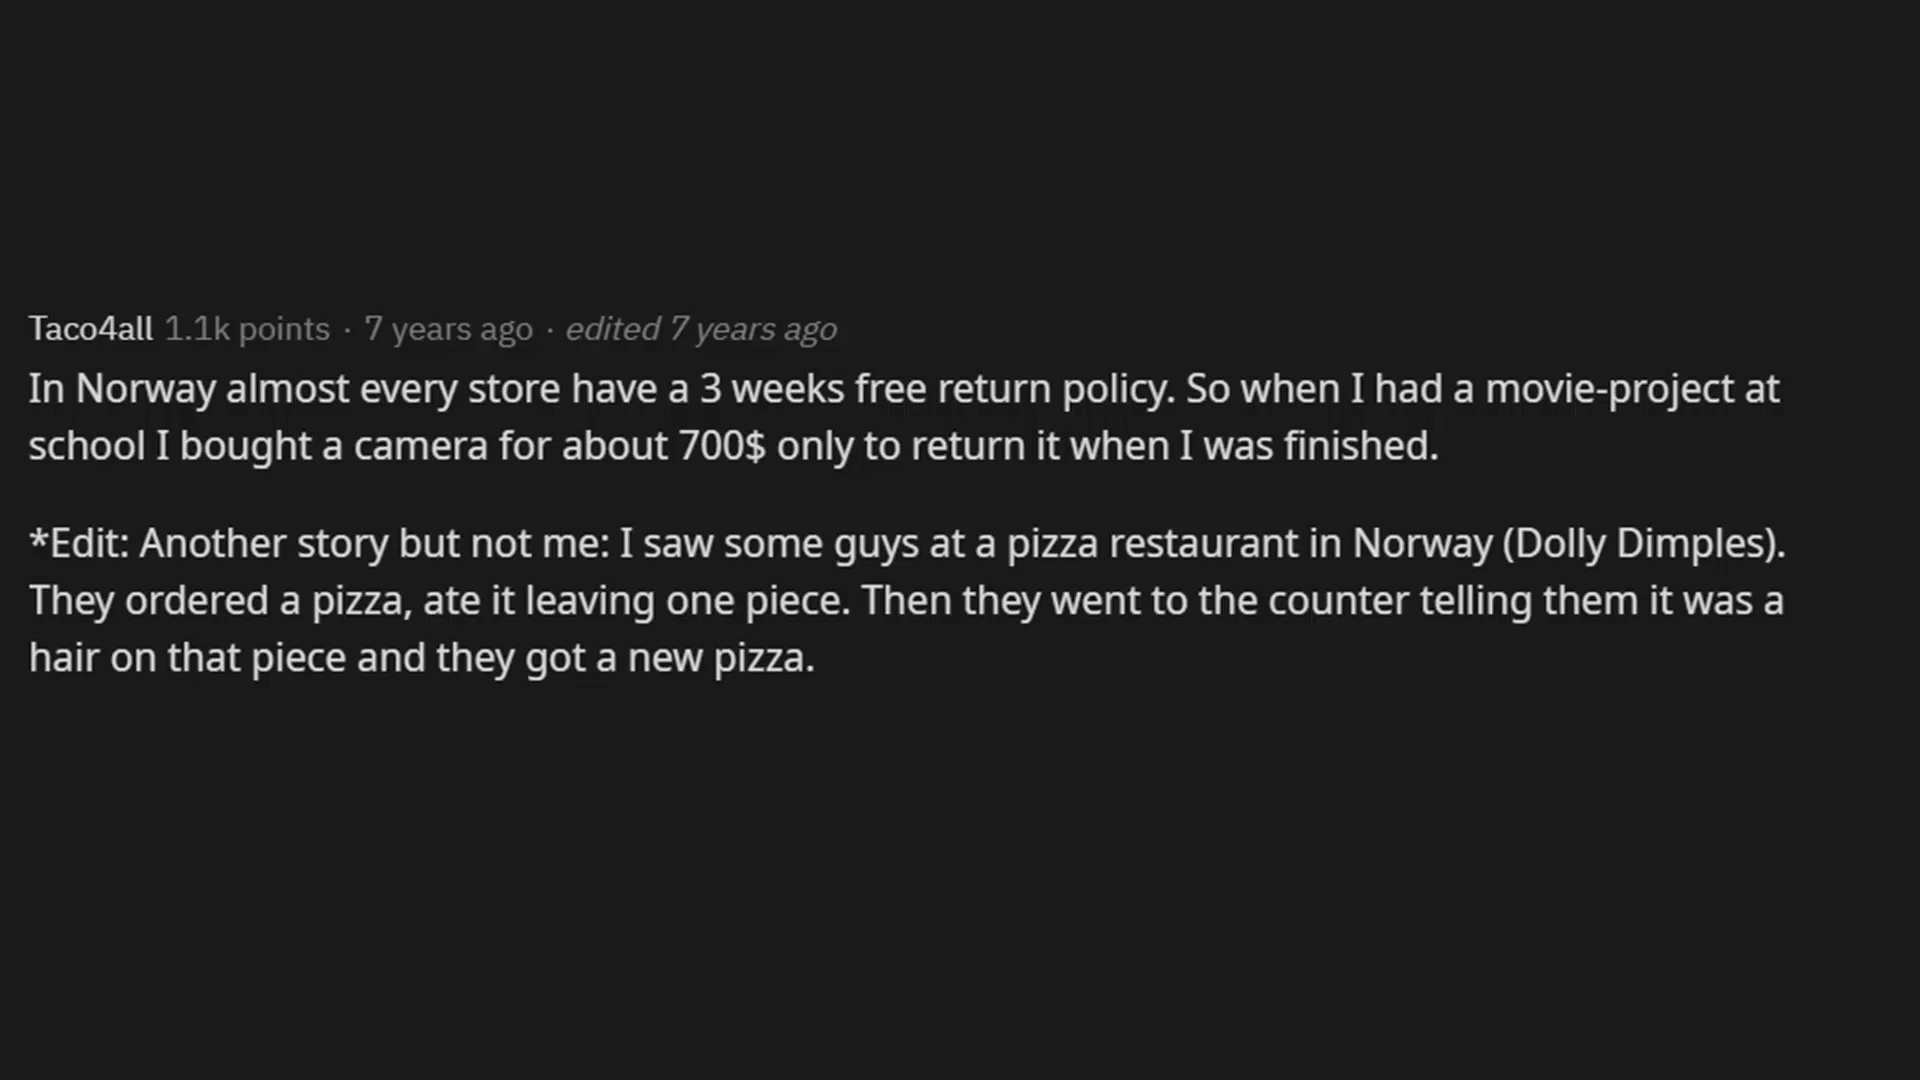 Taco4all 1.1k points · 7 years ago · edited 7 years ago
In Norway almost every store have a 3 weeks free return policy. So when I had a movie-project at
school I bought a camera for about 700$ only to return it when I was finished.
*Edit: Another story but not me: I saw some guys at a pizza restaurant in Norway (Dolly Dimples).
They ordered a pizza, ate it leaving one piece. Then they went to the counter telling them it was a
hair on that piece and they got a new pizza.